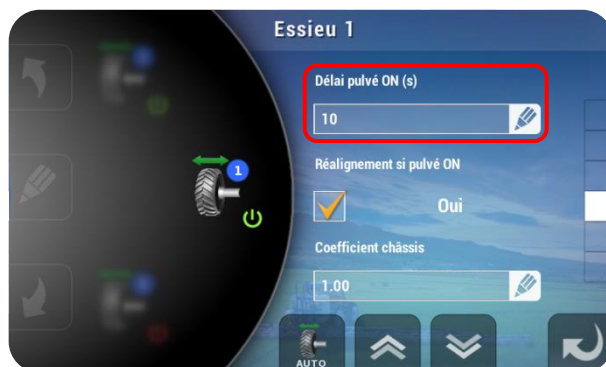 Essieu 1
Délai pulvé ON (s)
10
Réalignement si pulvé ON
1
Oui
Coefficient châssis
1.00
AUTO